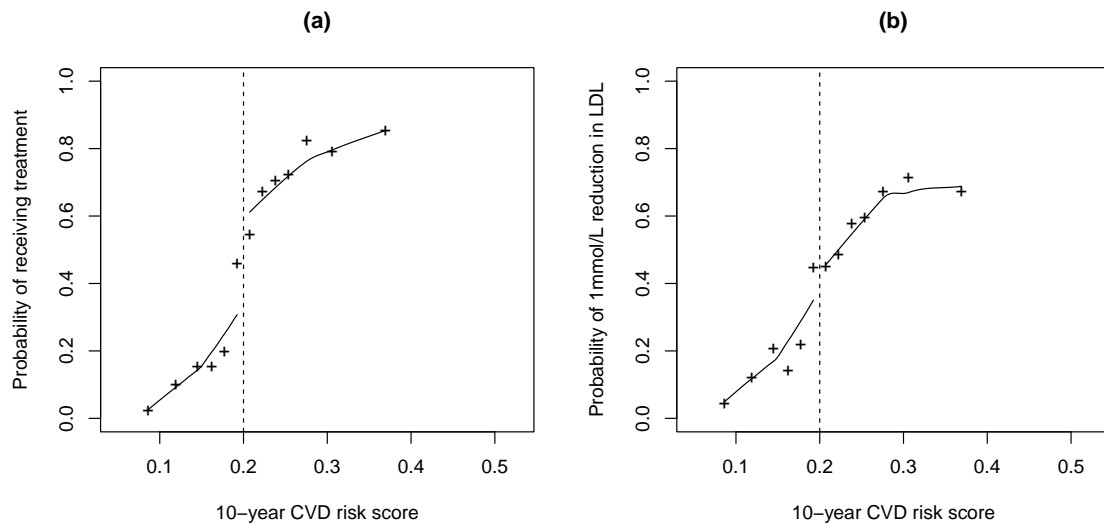 (a)
Probability of receiving treatment
1.0
0.8
0.6
0.4
0.2
0.0
0.1 0.2 0.3 0.4 0.5
10−year CVD risk score
(b)
Probability of 1mmol/L reduction in LDL
1.0
0.8
0.6
0.4
0.2
0.0
0.1 0.2 0.3 0.4 0.5
10−year CVD risk score